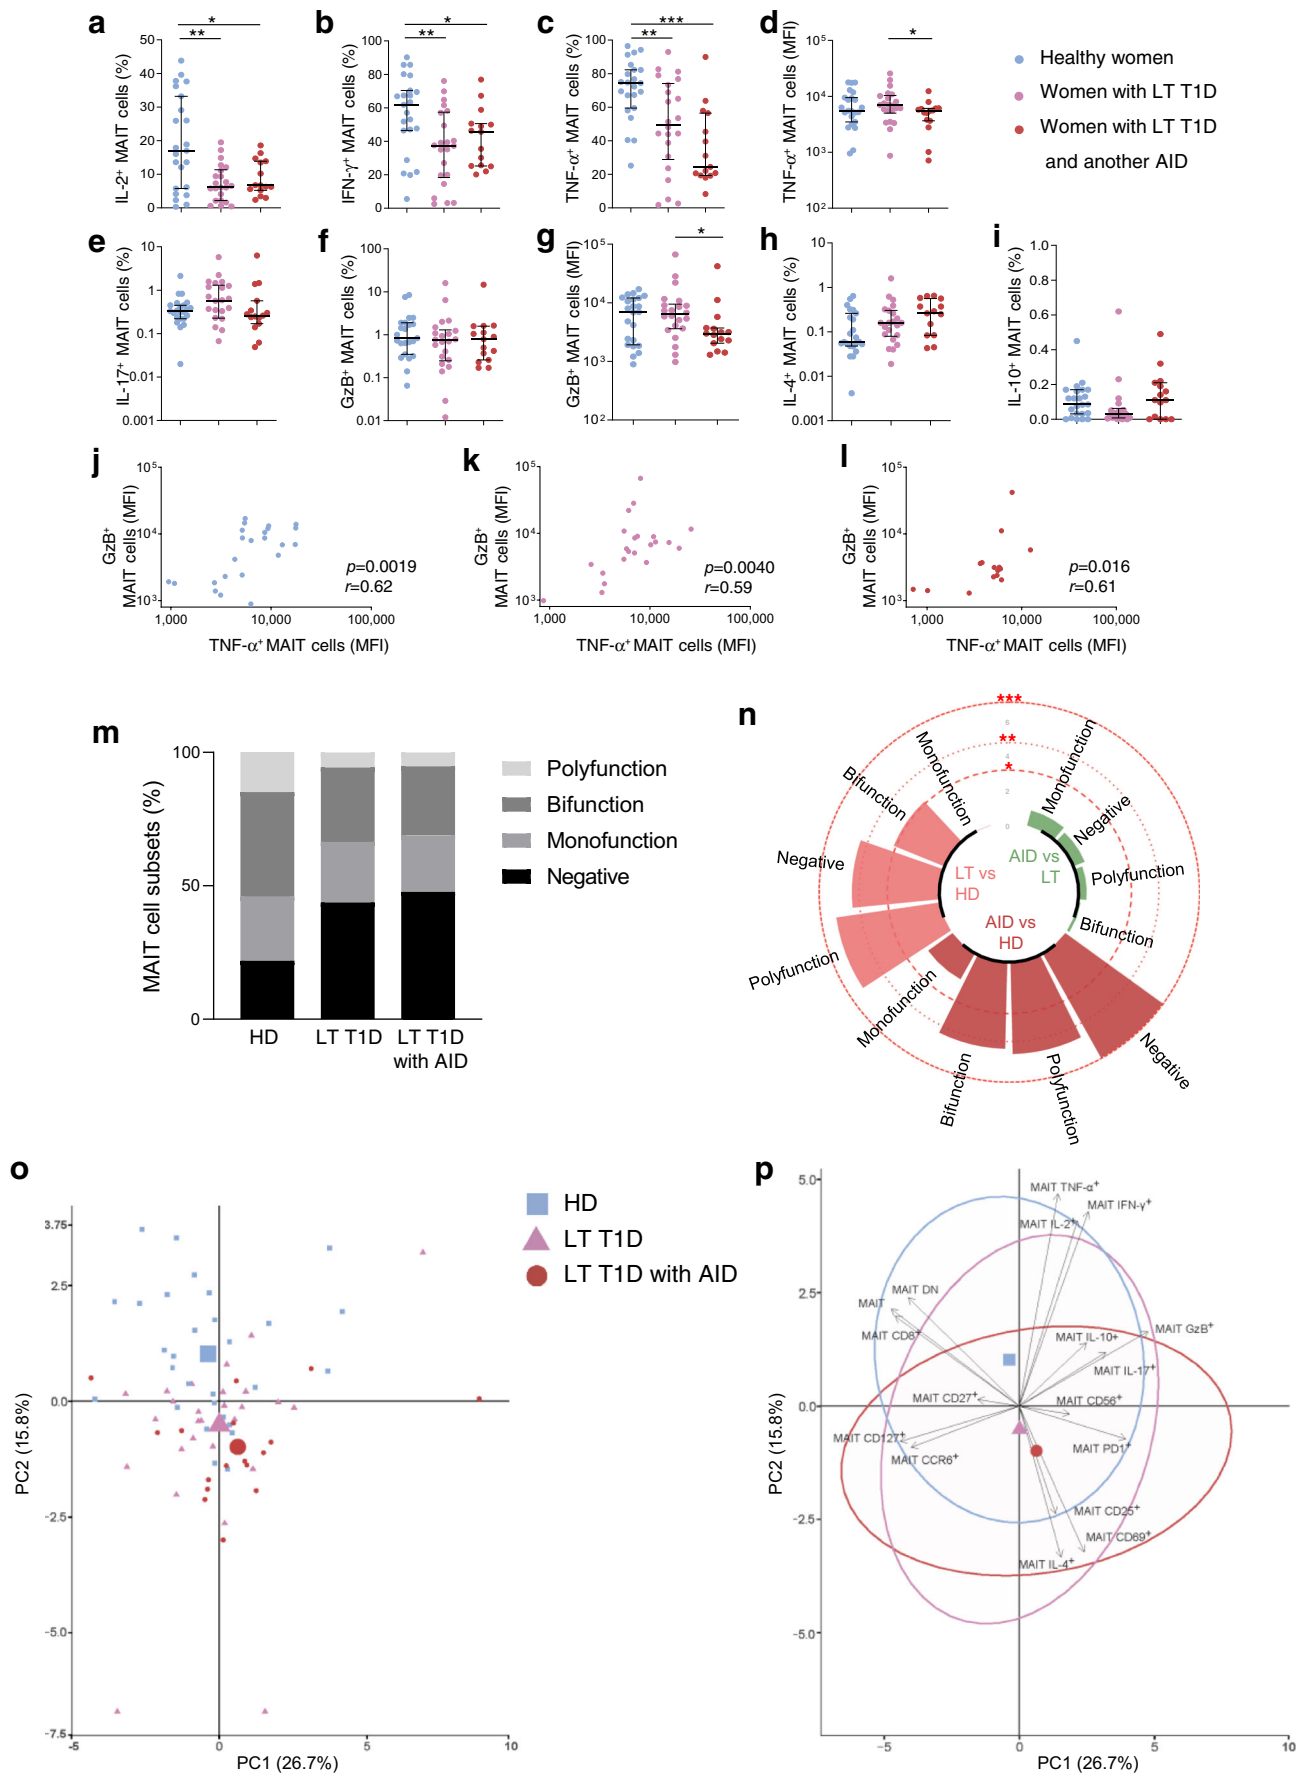 a
IL-2⁺ MAIT cells (%)
50
40
30
20
10
0
*
**
b
IFN-γ⁺ MAIT cells (%)
100
80
60
40
20
0
*
**
c
TNF-α⁺ MAIT cells (%)
100
80
60
40
20
0
***
**
d
TNF-α⁺ MAIT cells (MFI)
10⁵
10⁴
10³
10²
*
Healthy women
Women with LT T1D
Women with LT T1D
and another AID
e
IL-17⁺ MAIT cells (%)
10
1
0.1
0.01
0.001
f
GzB⁺ MAIT cells (%)
100
10
1
0.1
0.01
g
GzB⁺ MAIT cells (MFI)
10⁵
10⁴
10³
10²
*
h
IL-4⁺ MAIT cells (%)
10
1
0.1
0.01
0.001
i
IL-10⁺ MAIT cells (%)
1.0
0.8
0.6
0.4
0.2
0.0
j
GzB⁺
MAIT cells (MFI)
10⁵
10⁴
10³
p=0.0019
r=0.62
1,000
10,000
100,000
TNF-α⁺ MAIT cells (MFI)
k
GzB⁺
MAIT cells (MFI)
10⁵
10⁴
10³
p=0.0040
r=0.59
1,000
10,000
100,000
TNF-α⁺ MAIT cells (MFI)
l
GzB⁺
MAIT cells (MFI)
10⁵
10⁴
10³
p=0.016
r=0.61
1,000
10,000
100,000
TNF-α⁺ MAIT cells (MFI)
m
MAIT cell subsets (%)
100
50
0
HD
LT T1D
LT T1D
with AID
Polyfunction
Bifunction
Monofunction
Negative
n
***
6
**
4
*
2
0
Monofunction
Negative
Polyfunction
Bifunction
AID vs
LT
Monofunction
Bifunction
Negative
Polyfunction
LT vs
HD
AID vs
HD
Monofunction
Bifunction
Polyfunction
Negative
o
PC2 (15.8%)
3.75
2.5
0.0
-2.5
-5.0
-7.5
-5
0
5
10
PC1 (26.7%)
HD
LT T1D
LT T1D with AID
p
PC2 (15.8%)
5.0
2.5
0.0
-2.5
-5.0
-5
0
5
10
PC1 (26.7%)
MAIT TNF-α⁺
MAIT IFN-γ⁺
MAIT IL-2⁺
MAIT DN
MAIT
MAIT CD8⁺
MAIT GzB⁺
MAIT IL-10+
MAIT IL-17⁺
MAIT CD27⁺
MAIT CD56⁺
MAIT CD127⁺
MAIT PD1⁺
MAIT CCR6⁺
MAIT CD25⁺
MAIT CD69⁺
MAIT IL-4⁺